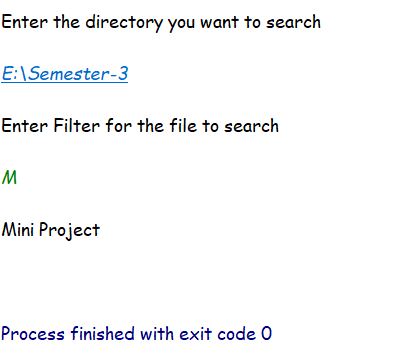 Enter the directory you want to search
E:\Semester-3
Enter Filter for the file to search
M
Mini Project
Process finished with exit code 0